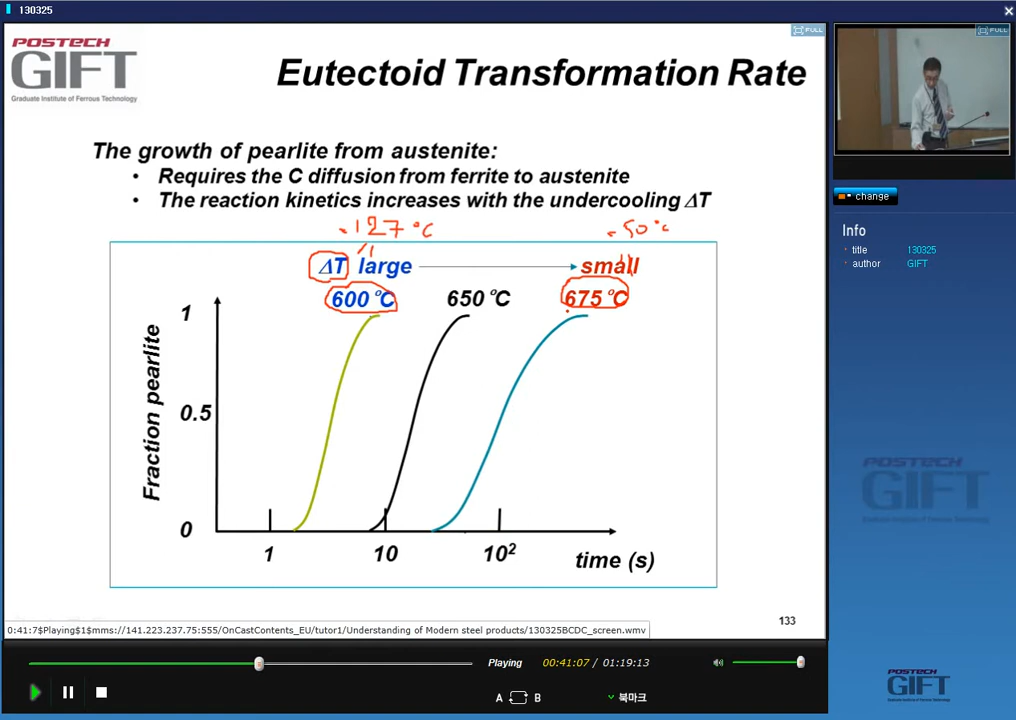 130325
POSTECH
GIFT
Graduate Institute of Ferrous Technology
FULL
Eutectoid Transformation Rate
The growth of pearlite from austenite:
• Requires the C diffusion from ferrite to austenite
• The reaction kinetics increases with the undercooling ΔT
127 °C
50 °C
ΔT large
small
600 °C
650 °C
675 °C
Fraction pearlite
1
0.5
0
1
10
10²
time (s)
133
0:41:7$Playing$1$mms://141.223.237.75:555/OnCastContents_EU/tutor1/Understanding of Modern steel products/130325BCDC_screen.wmv
FULL
change
Info
title 130325
author GIFT
POSTECH
GIFT
Playing 00:41:07 / 01:19:13
A B 북마크
POSTECH
GIFT